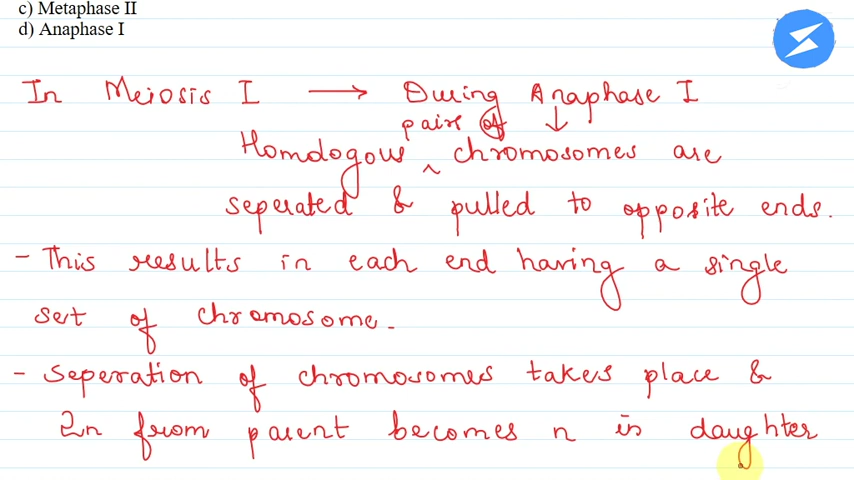 c) Metaphase II
d) Anaphase I
In Meiosis I → During Anaphase I
pairs of ↓
Homologous ^ chromosomes are
seperated & pulled to opposite ends.
- This results in each end having a single
set of chromosome.
- Seperation of chromosomes takes place &
2n from parent becomes n in daughter